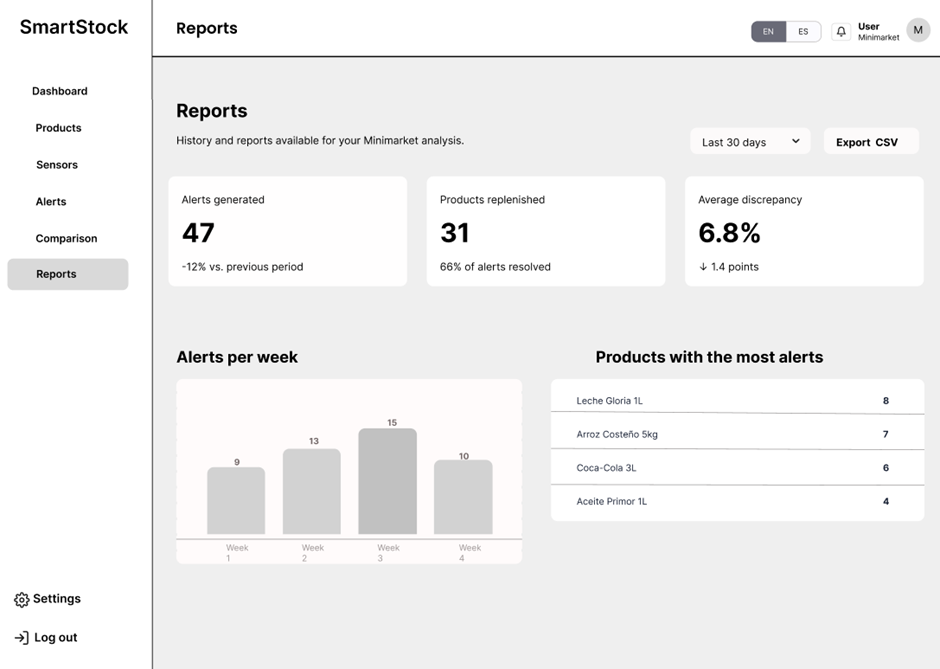 SmartStock
Reports
EN
ES
User
Minimarket
M
Dashboard
Products
Sensors
Alerts
Comparison
Reports
Settings
Log out
Reports
History and reports available for your Minimarket analysis.
Last 30 days
Export CSV
Alerts generated
47
-12% vs. previous period
Products replenished
31
66% of alerts resolved
Average discrepancy
6.8%
↓ 1.4 points
Alerts per week
9
13
15
10
Week
1
Week
2
Week
3
Week
4
Products with the most alerts
Leche Gloria 1L 8
Arroz Costeño 5kg 7
Coca-Cola 3L 6
Aceite Primor 1L 4